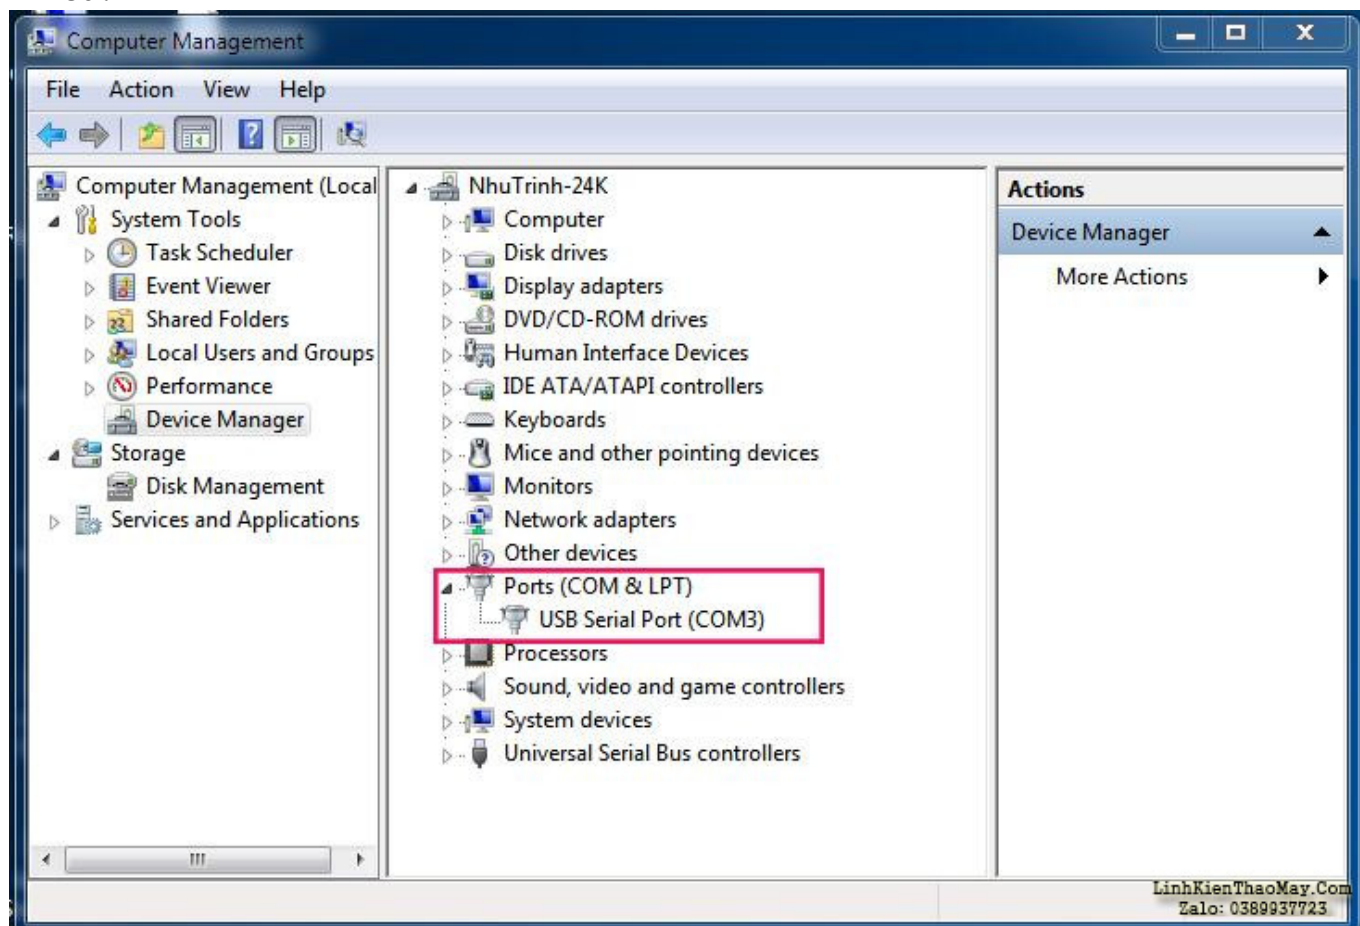 Computer Management
File Action View Help
Computer Management (Local
System Tools
Task Scheduler
Event Viewer
Shared Folders
Local Users and Groups
Performance
Device Manager
Storage
Disk Management
Services and Applications
NhuTrinh-24K
Computer
Disk drives
Display adapters
DVD/CD-ROM drives
Human Interface Devices
IDE ATA/ATAPI controllers
Keyboards
Mice and other pointing devices
Monitors
Network adapters
Other devices
Ports (COM & LPT)
USB Serial Port (COM3)
Processors
Sound, video and game controllers
System devices
Universal Serial Bus controllers
Actions
Device Manager
More Actions
LinhKienThaoMay.Com
Zalo: 0389937723